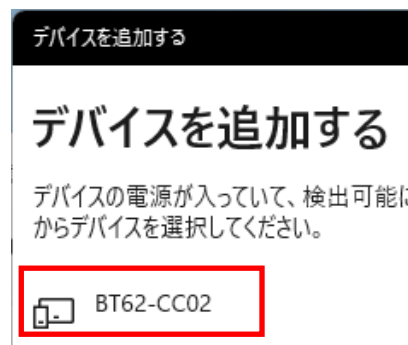 デバイスを追加する
デバイスを追加する
デバイスの電源が入っていて、検出可能
からデバイスを選択してください。
BT62-CC02